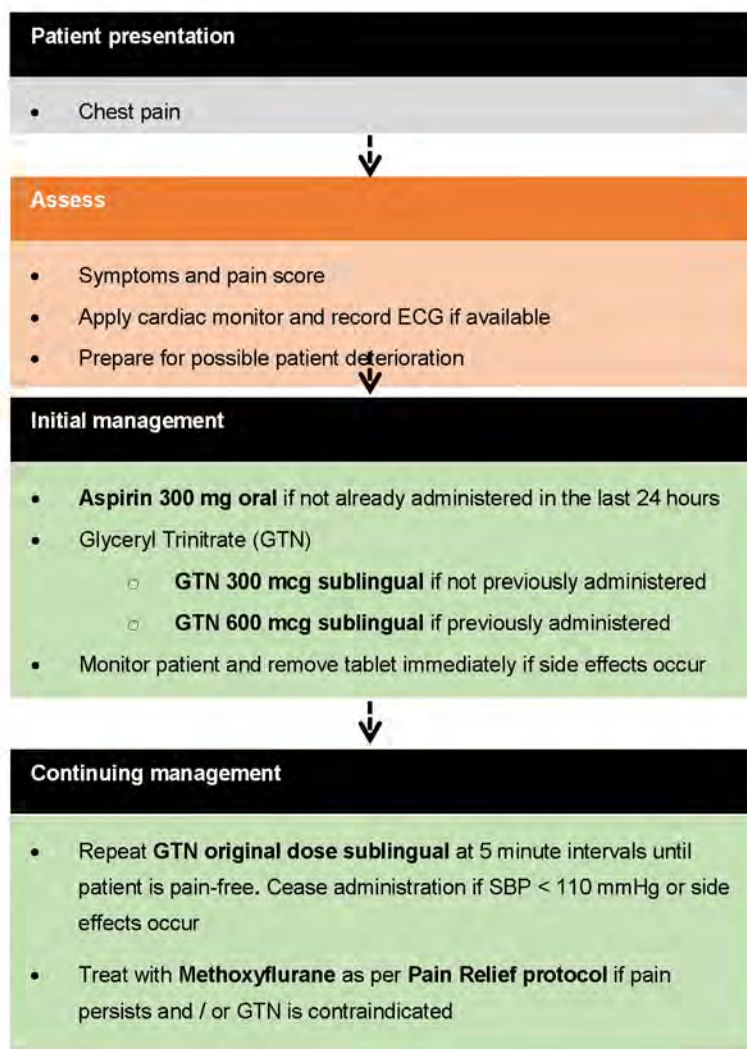 Patient presentation
• Chest pain
Assess
• Symptoms and pain score
• Apply cardiac monitor and record ECG if available
• Prepare for possible patient deterioration
Initial management
• Aspirin 300 mg oral if not already administered in the last 24 hours
• Glyceryl Trinitrate (GTN)
○ GTN 300 mcg sublingual if not previously administered
○ GTN 600 mcg sublingual if previously administered
• Monitor patient and remove tablet immediately if side effects occur
Continuing management
• Repeat GTN original dose sublingual at 5 minute intervals until
patient is pain-free. Cease administration if SBP < 110 mmHg or side
effects occur
• Treat with Methoxyflurane as per Pain Relief protocol if pain
persists and / or GTN is contraindicated